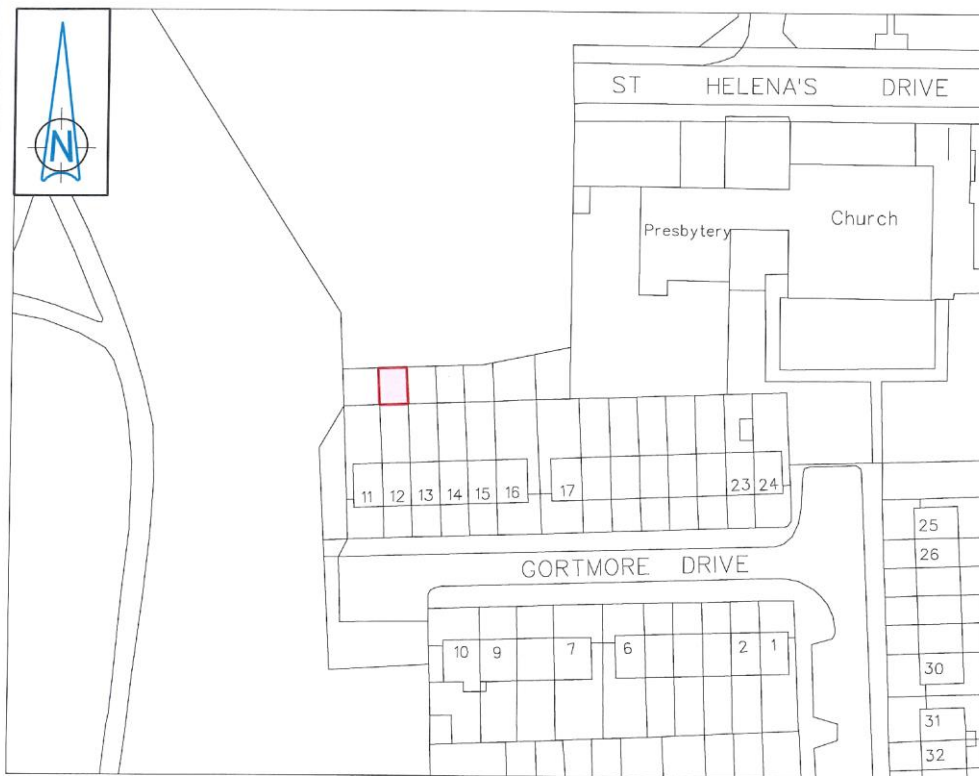 N
ST HELENA'S DRIVE
Presbytery
Church
11 12 13 14 15 16 17 23 24
25
26
GORTMORE DRIVE
10 9 7 6 2 1
30
31
32